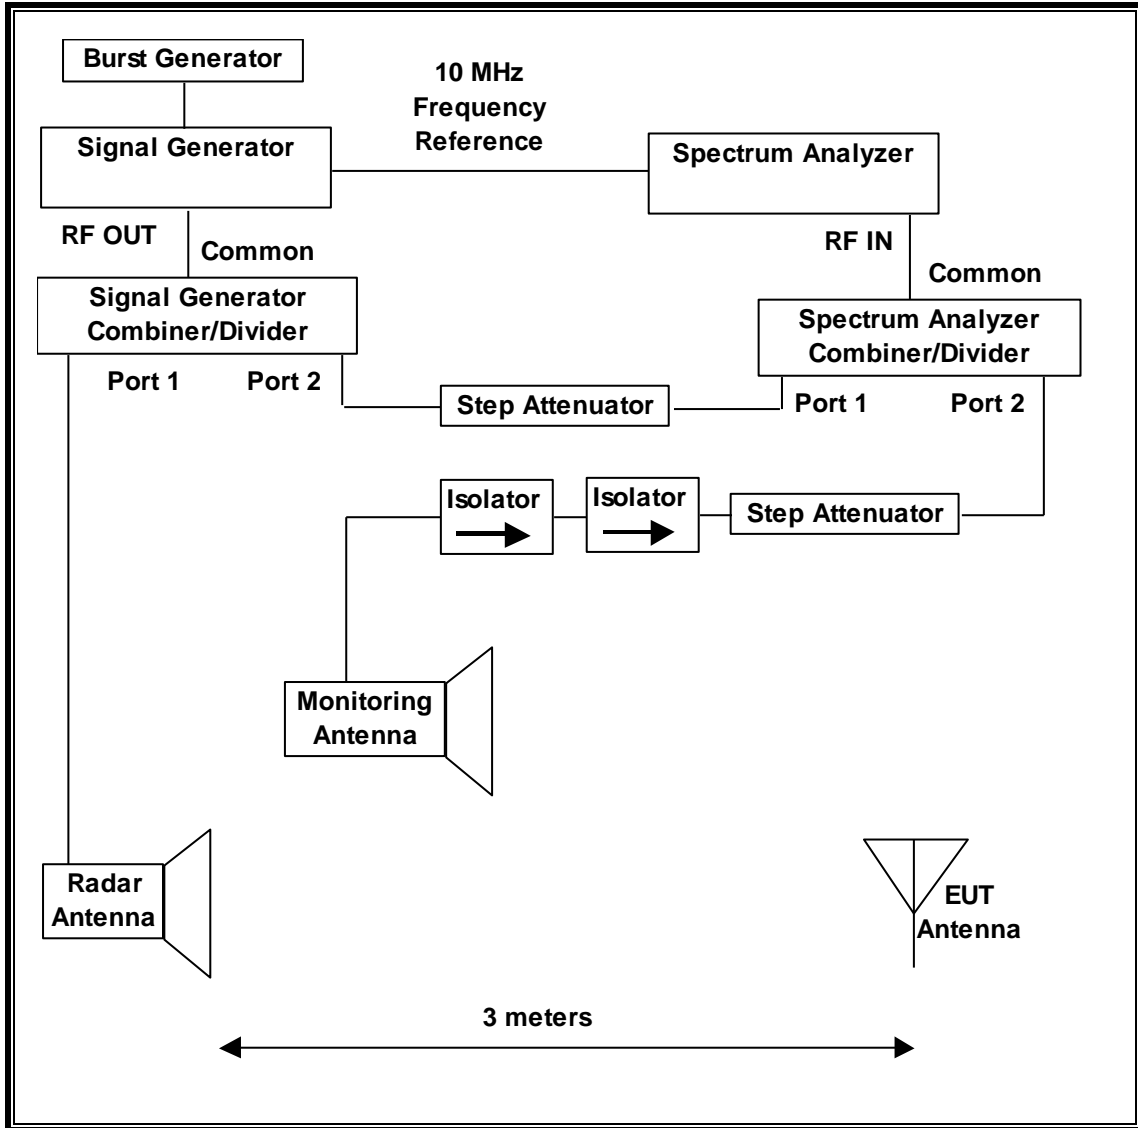 Burst Generator
10 MHz
Frequency
Reference
Signal Generator
Spectrum Analyzer
RF OUT
Common
RF IN
Common
Signal Generator
Combiner/Divider
Spectrum Analyzer
Combiner/Divider
Port 1
Port 2
Step Attenuator
Port 1
Port 2
Isolator
Isolator
Step Attenuator
Monitoring
Antenna
Radar
Antenna
EUT
Antenna
3 meters